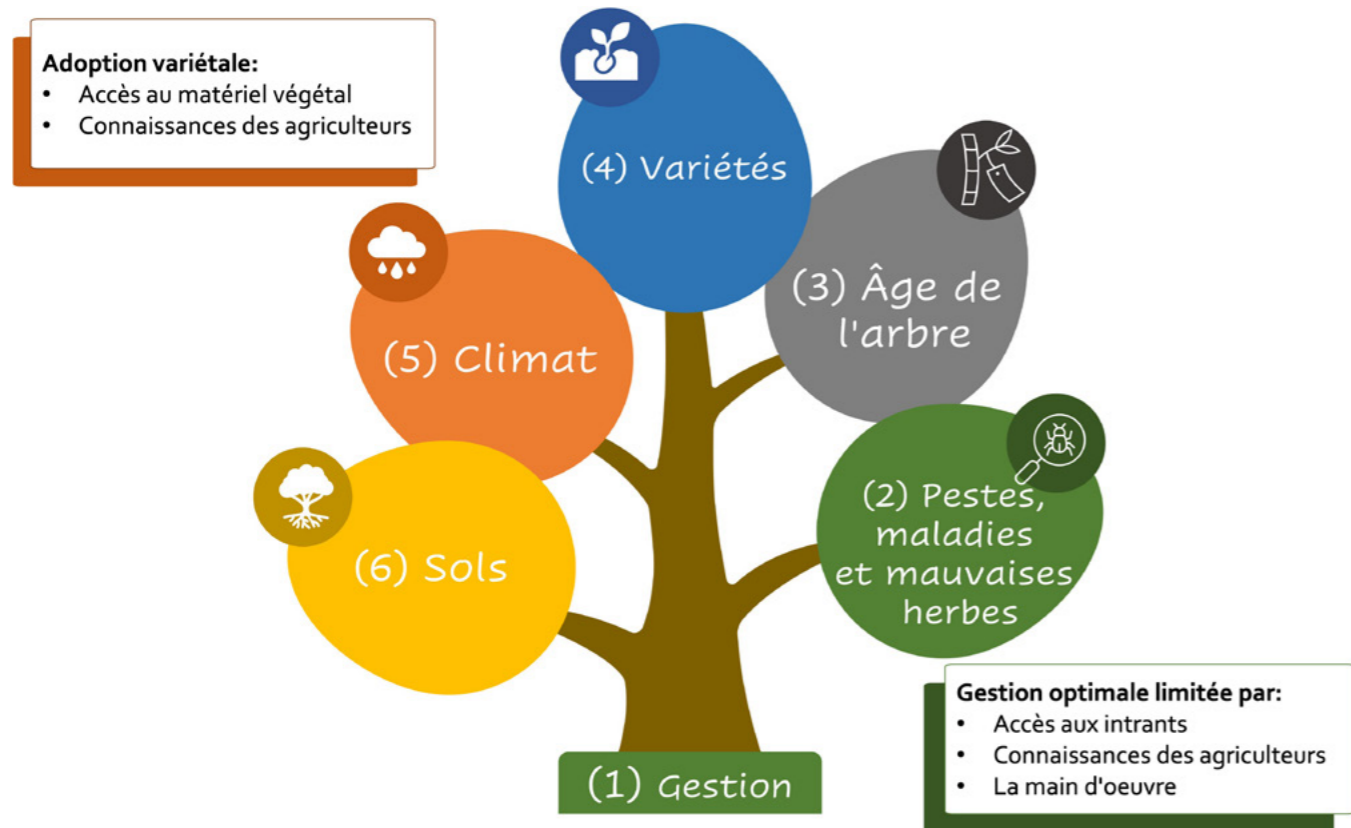 Adoption variétale:
• Accès au matériel végétal
• Connaissances des agriculteurs
(4) Variétés
(3) Âge de
l'arbre
(5) Climat
(2) Pestes,
maladies
et mauvaises
herbes
(6) Sols
Gestion optimale limitée par:
• Accès aux intrants
• Connaissances des agriculteurs
• La main d'oeuvre
(1) Gestion